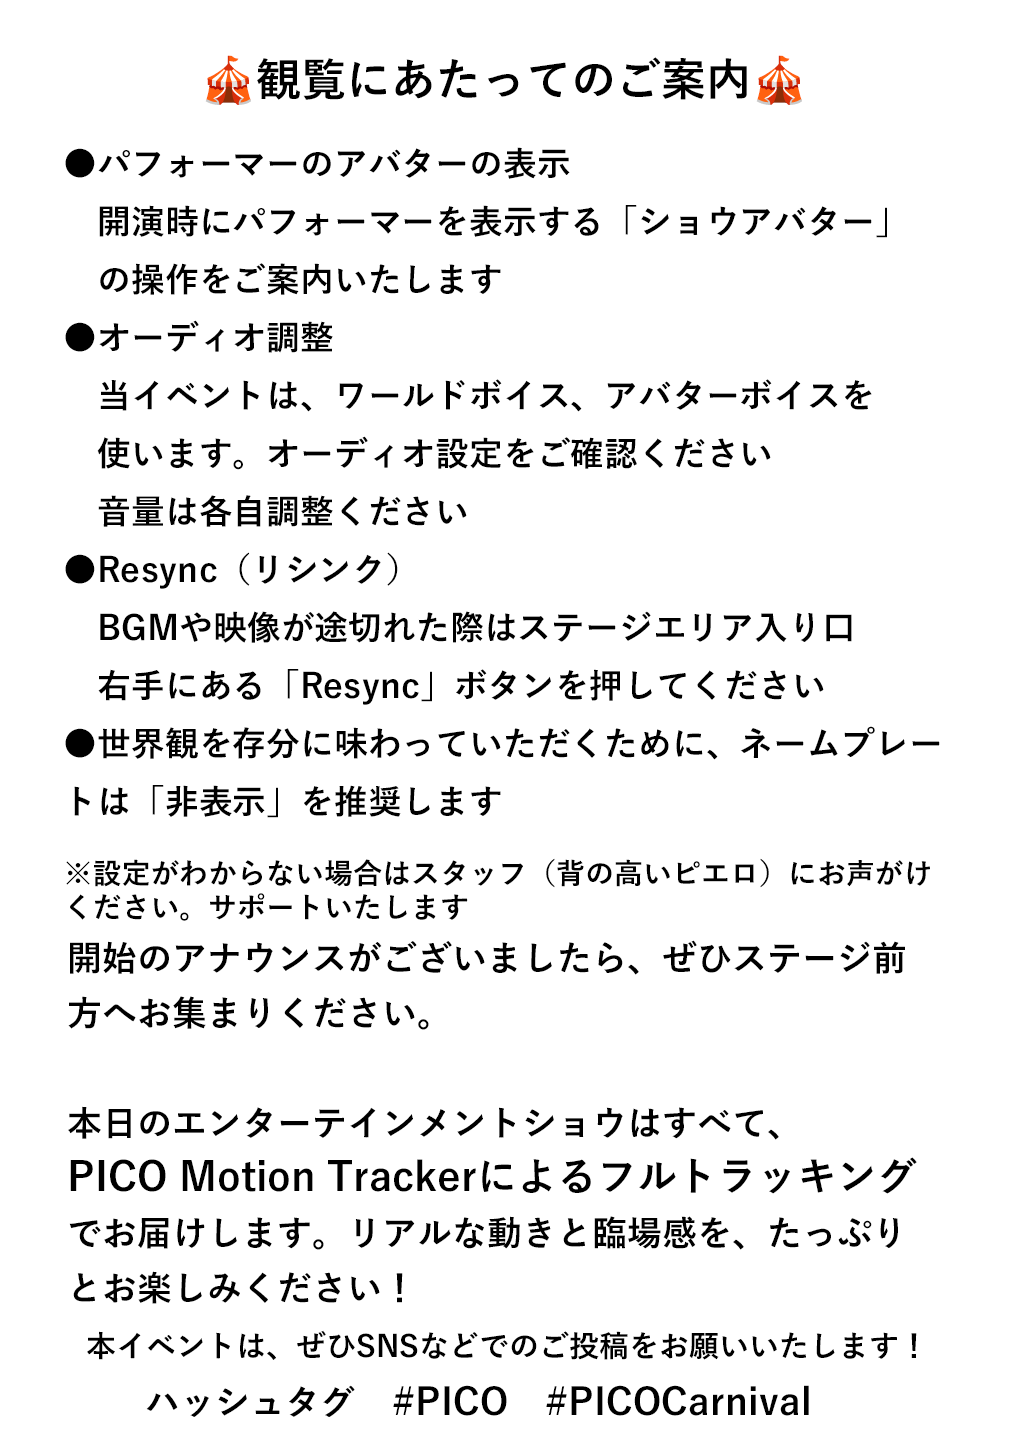 🎪観覧にあたってのご案内🎪
●パフォーマーのアバターの表示
開演時にパフォーマーを表示する「ショウアバター」
の操作をご案内いたします
●オーディオ調整
当イベントは、ワールドボイス、アバターボイスを
使います。オーディオ設定をご確認ください
音量は各自調整ください
●Resync（リシンク）
BGMや映像が途切れた際はステージエリア入り口
右手にある「Resync」ボタンを押してください
●世界観を存分に味わっていただくために、ネームプレー
トは「非表示」を推奨します
※設定がわからない場合はスタッフ（背の高いピエロ）にお声がけ
ください。サポートいたします
開始のアナウンスがございましたら、ぜひステージ前
方へお集まりください。
本日のエンターテインメントショウはすべて、
PICO Motion Trackerによるフルトラッキング
でお届けします。リアルな動きと臨場感を、たっぷり
とお楽しみください！
本イベントは、ぜひSNSなどでのご投稿をお願いいたします！
ハッシュタグ　#PICO　#PICOCarnival